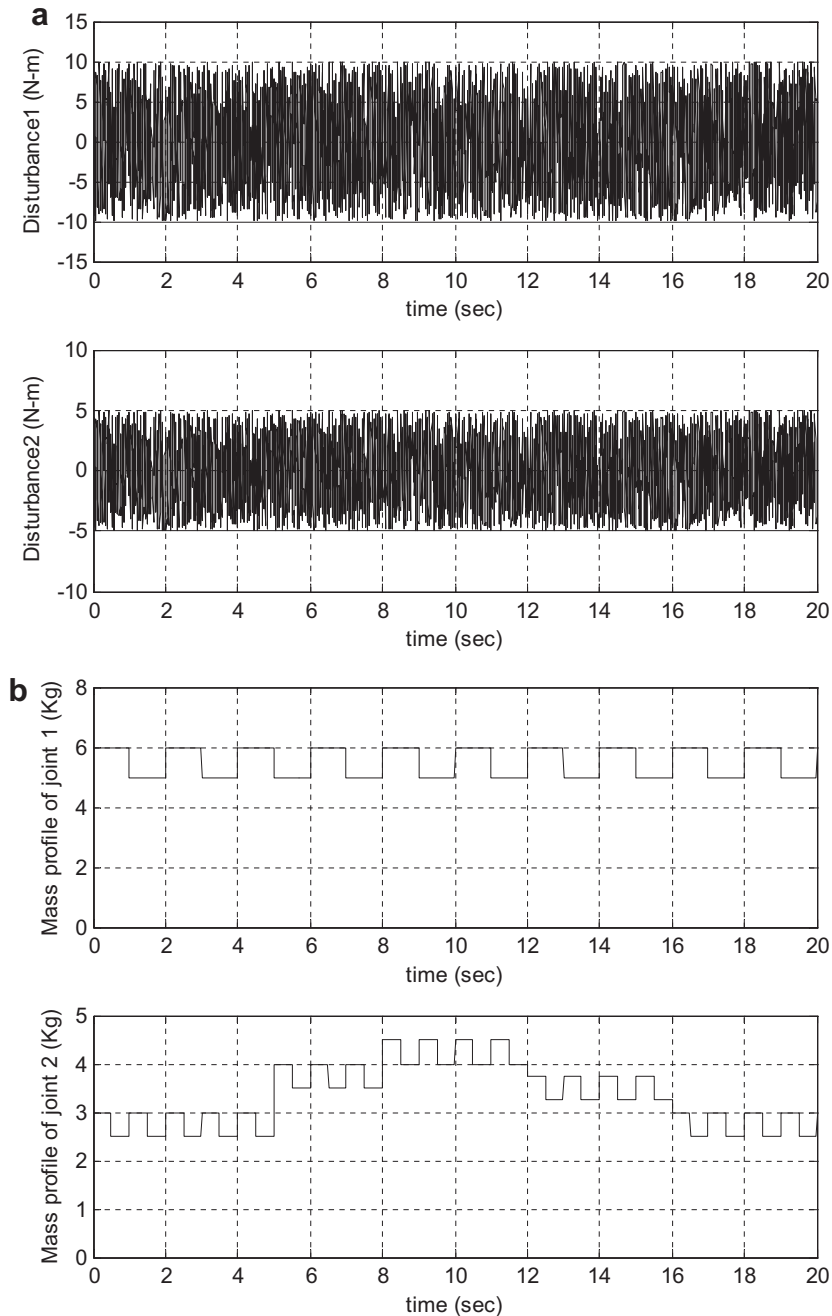 a
Disturbance1 (N-m)
15
10
5
0
-5
-10
-15
0 2 4 6 8 10 12 14 16 18 20
time (sec)
Disturbance2 (N-m)
10
5
0
-5
-10
0 2 4 6 8 10 12 14 16 18 20
time (sec)
b
Mass profile of joint 1 (Kg)
8
6
4
2
0
0 2 4 6 8 10 12 14 16 18 20
time (sec)
Mass profile of joint 2 (Kg)
5
4
3
2
1
0
0 2 4 6 8 10 12 14 16 18 20
time (sec)